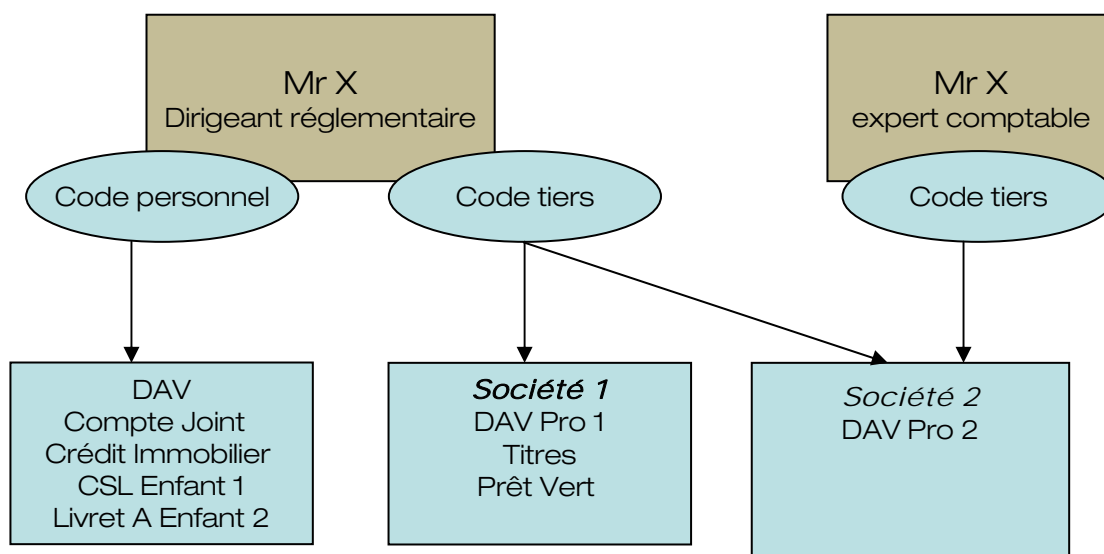 Mr X
Dirigeant réglementaire
Mr X
expert comptable
Code personnel
Code tiers
Code tiers
DAV
Compte Joint
Crédit Immobilier
CSL Enfant 1
Livret A Enfant 2
Société 1
DAV Pro 1
Titres
Prêt Vert
Société 2
DAV Pro 2